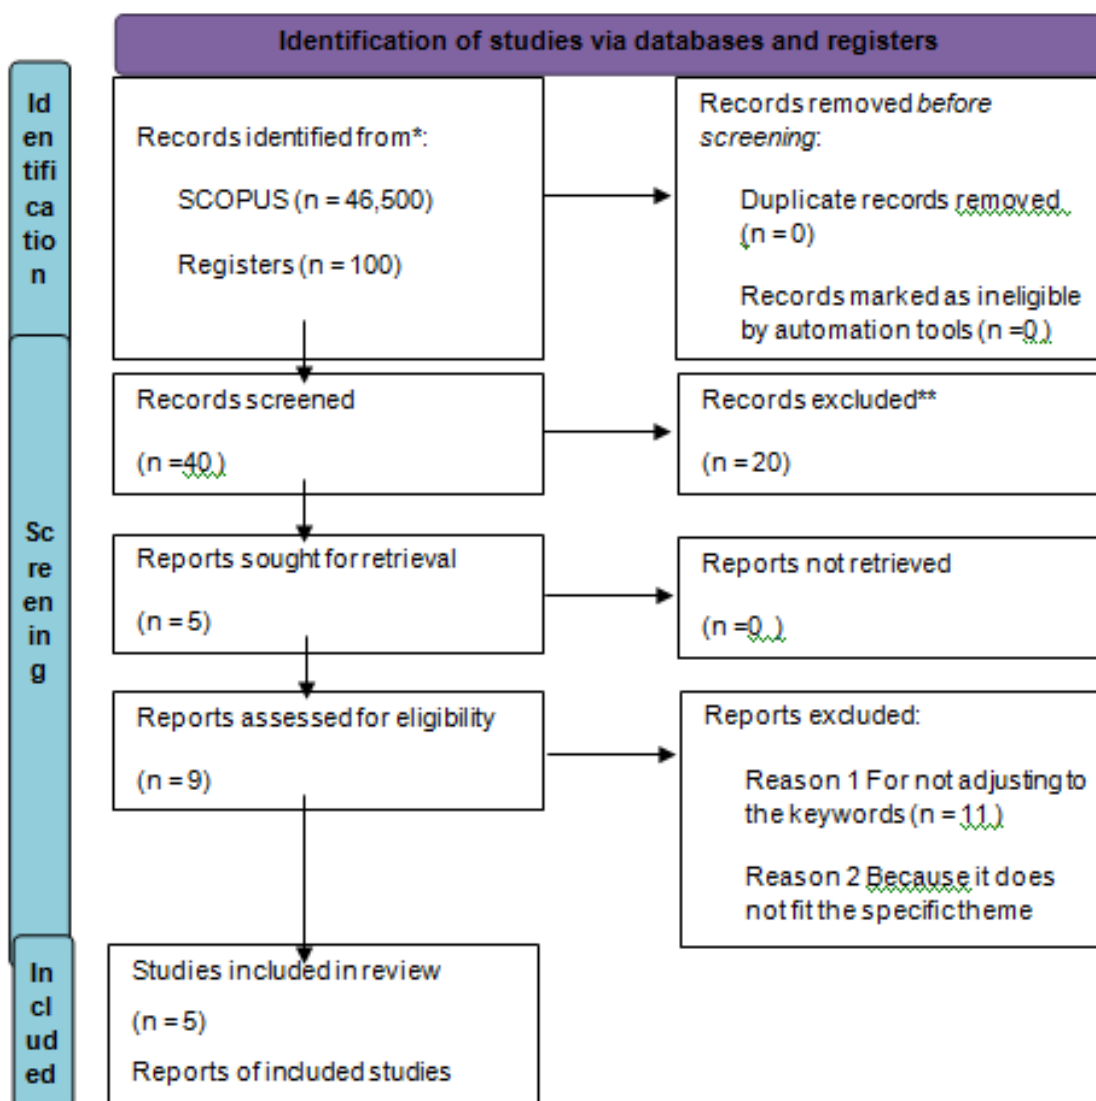 Identification of studies via databases and registers
Id
en
tifi
ca
tio
n
Records identified from*:
SCOPUS (n = 46,500)
Registers (n = 100)
Records removed before
screening:
Duplicate records removed
(n = 0)
Records marked as ineligible
by automation tools (n =0 )
Sc
re
en
in
g
Records screened
(n =40 )
Records excluded**
(n = 20)
Reports sought for retrieval
(n = 5)
Reports not retrieved
(n =0 )
Reports assessed for eligibility
(n = 9)
Reports excluded:
Reason 1 For not adjusting to
the keywords (n = 11 )
Reason 2 Because it does
not fit the specific theme
In
cl
ud
ed
Studies included in review
(n = 5)
Reports of included studies